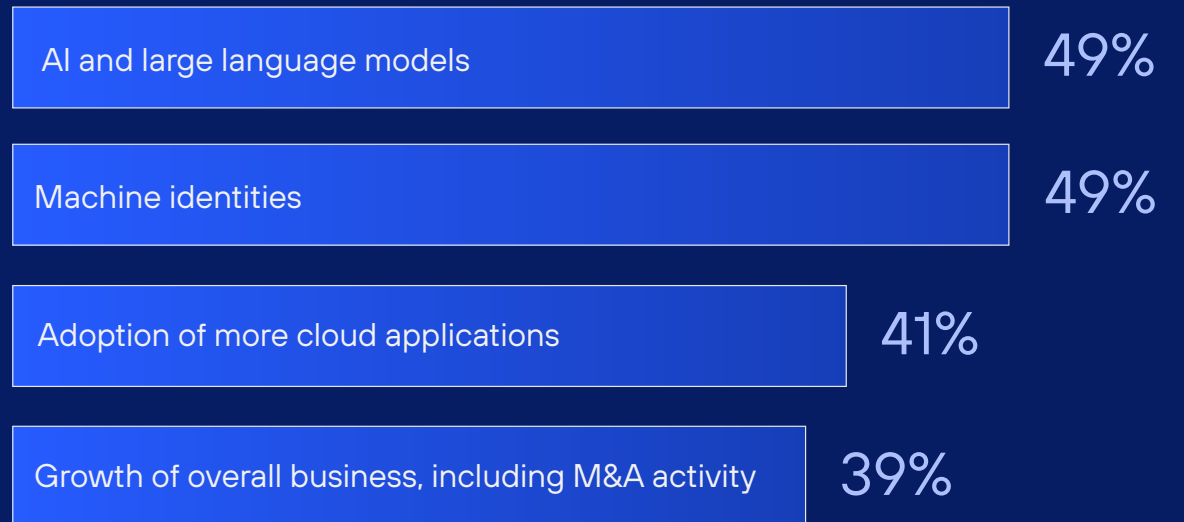 AI and large language models 49%
Machine identities 49%
Adoption of more cloud applications 41%
Growth of overall business, including M&A activity 39%